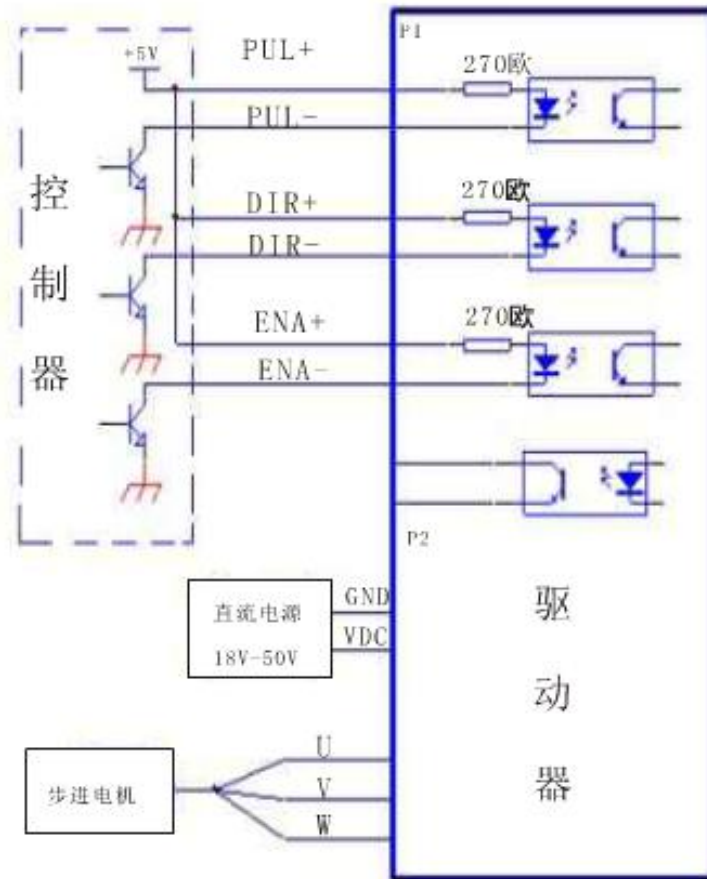 P1
+5V
PUL+
270欧
PUL-
控制器
DIR+
270欧
DIR-
ENA+
270欧
ENA-
P2
直流电源
18V-50V
GND
VDC
驱动器
步进电机
U
V
W